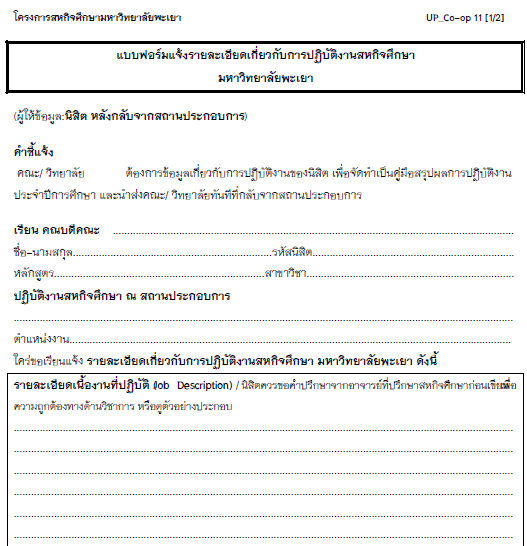 โครงการสหกิจศึกษามหาวิทยาลัยพะเยา UP_Co-op 11 [1/2]
แบบฟอร์มแจ้งรายละเอียดเกี่ยวกับการปฏิบัติงานสหกิจศึกษา
มหาวิทยาลัยพะเยา
(ผู้ให้ข้อมูล:นิสิต หลังกลับจากสถานประกอบการ)
คำชี้แจ้ง
คณะ/ วิทยาลัย ต้องการข้อมูลเกี่ยวกับการปฏิบัติงานของนิสิต เพื่อจัดทำเป็นคู่มือสรุปผลการปฏิบัติงาน
ประจำปีการศึกษา และนำส่งคณะ/ วิทยาลัยทันทีที่กลับจากสถานประกอบการ
เรียน คณบดีคณะ ........................................
ชื่อ–นามสกุล........................................รหัสนิสิต........................................
หลักสูตร........................................สาขาวิชา........................................
ปฏิบัติงานสหกิจศึกษา ณ สถานประกอบการ
........................................
ตำแหน่งงาน........................................
ใคร่ขอเรียนแจ้ง รายละเอียดเกี่ยวกับการปฏิบัติงานสหกิจศึกษา มหาวิทยาลัยพะเยา ดังนี้
รายละเอียดเนื้องานที่ปฏิบัติ (Job Description) / นิสิตควรขอคำปรึกษาจากอาจารย์ที่ปรึกษาสหกิจศึกษาก่อนเขียนเพื่อ
ความถูกต้องทางด้านวิชาการ หรือดูตัวอย่างประกอบ
........................................
........................................
........................................
........................................
........................................
........................................